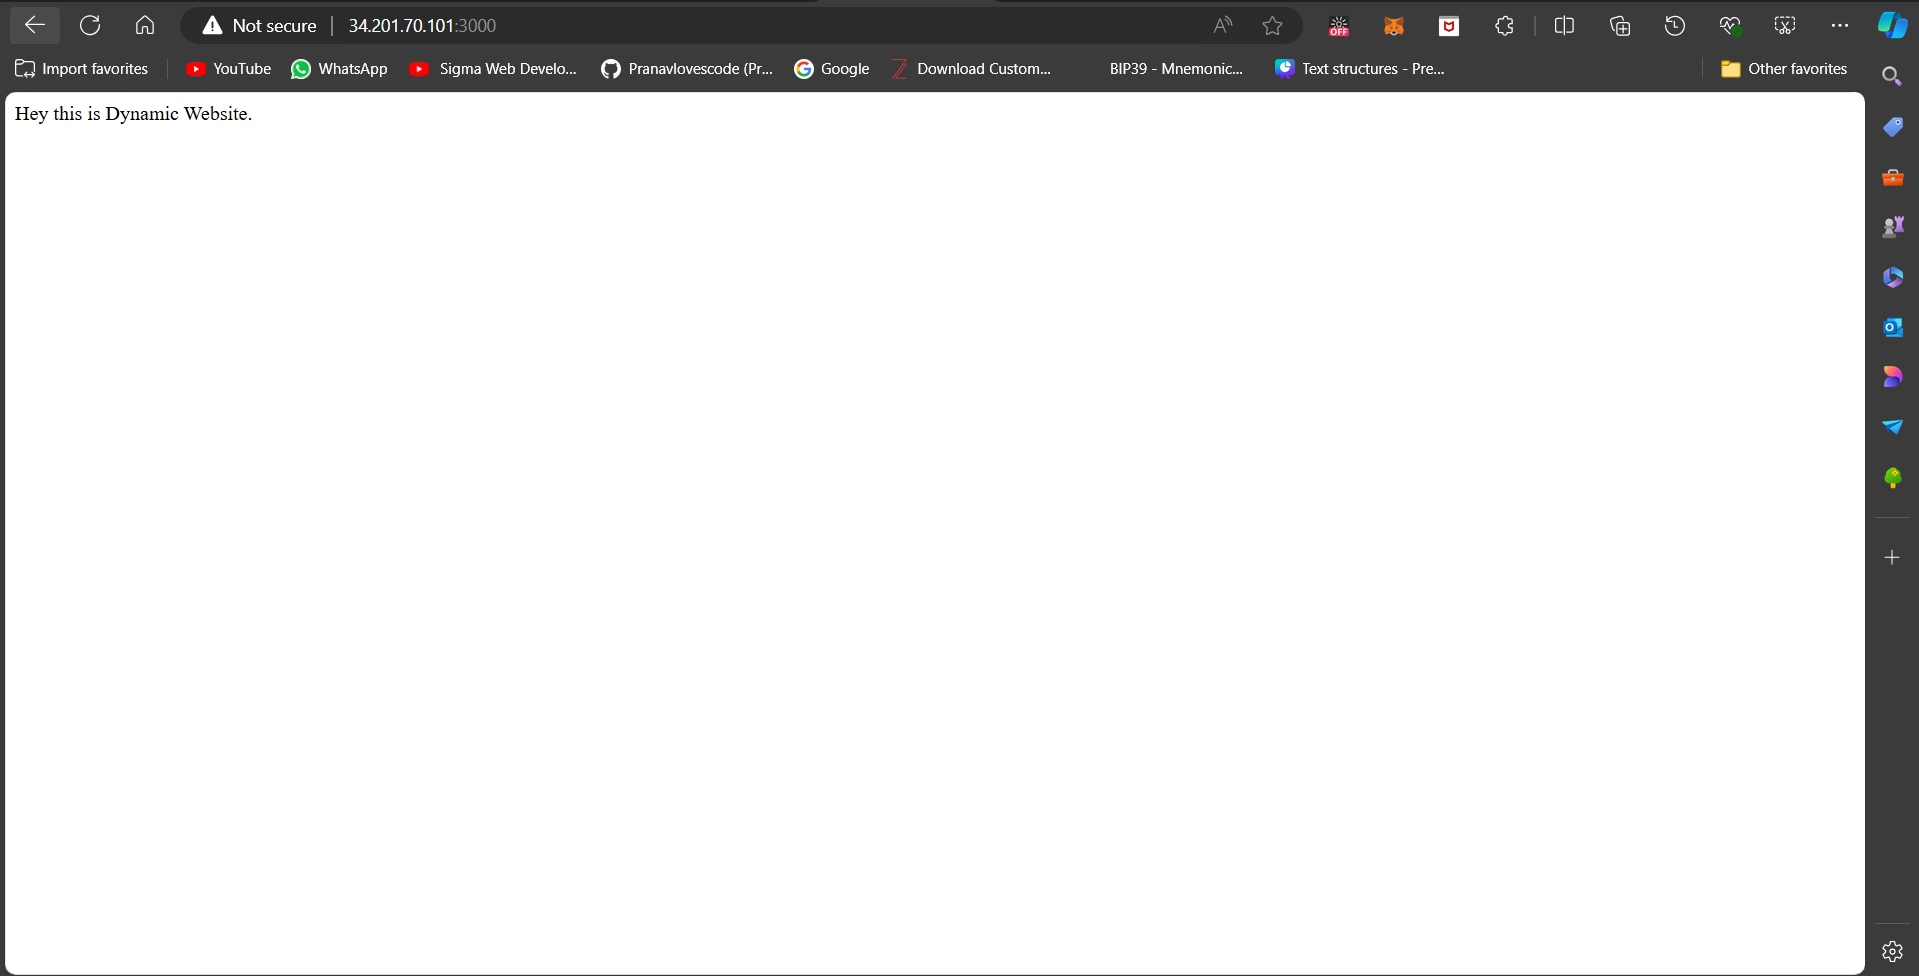 Not secure
34.201.70.101:3000
OFF
Import favorites
YouTube
WhatsApp
Sigma Web Develo...
Pranavlovescode (Pr...
Google
Download Custom...
BIP39 - Mnemonic...
Text structures - Pre...
Other favorites
Hey this is Dynamic Website.